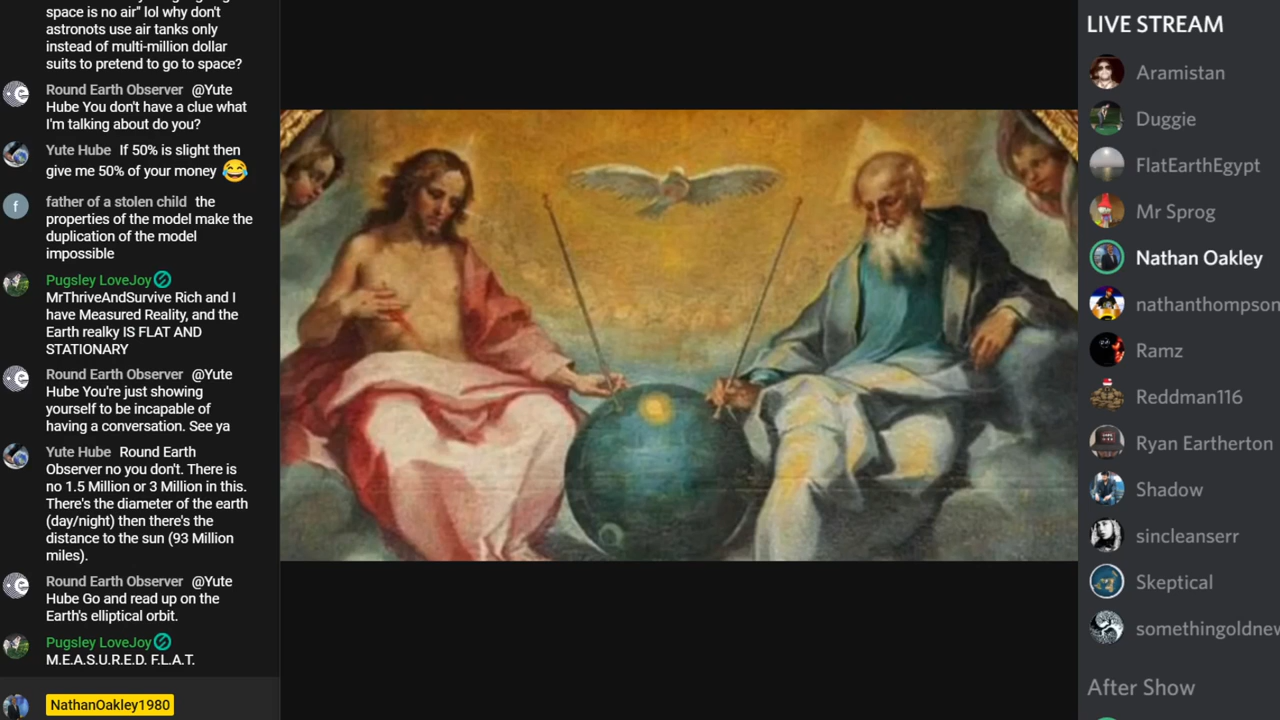 space is no air" lol why don't
astronots use air tanks only
instead of multi-million dollar
suits to pretend to go to space?
Round Earth Observer @Yute
Hube You don't have a clue what
I'm talking about do you?
Yute Hube If 50% is slight then
give me 50% of your money 😂
f
father of a stolen child the
properties of the model make the
duplication of the model
impossible
Pugsley LoveJoy
MrThriveAndSurvive Rich and I
have Measured Reality, and the
Earth realky IS FLAT AND
STATIONARY
Round Earth Observer @Yute
Hube You're just showing
yourself to be incapable of
having a conversation. See ya
Yute Hube Round Earth
Observer no you don't. There is
no 1.5 Million or 3 Million in this.
There's the diameter of the earth
(day/night) then there's the
distance to the sun (93 Million
miles).
Round Earth Observer @Yute
Hube Go and read up on the
Earth's elliptical orbit.
Pugsley LoveJoy
M.E.A.S.U.R.E.D. F.L.A.T.
NathanOakley1980
LIVE STREAM
Aramistan
Duggie
FlatEarthEgypt
Mr Sprog
Nathan Oakley
nathanthompson
Ramz
Reddman116
Ryan Eartherton
Shadow
sincleanserr
Skeptical
somethingoldnew
After Show